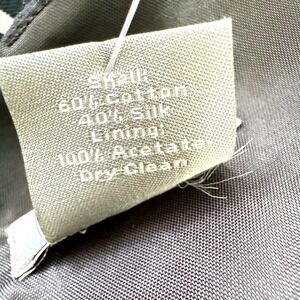 Shell:
60% Cotton
40% Silk
Lining:
100% Acetate
Dry Clean